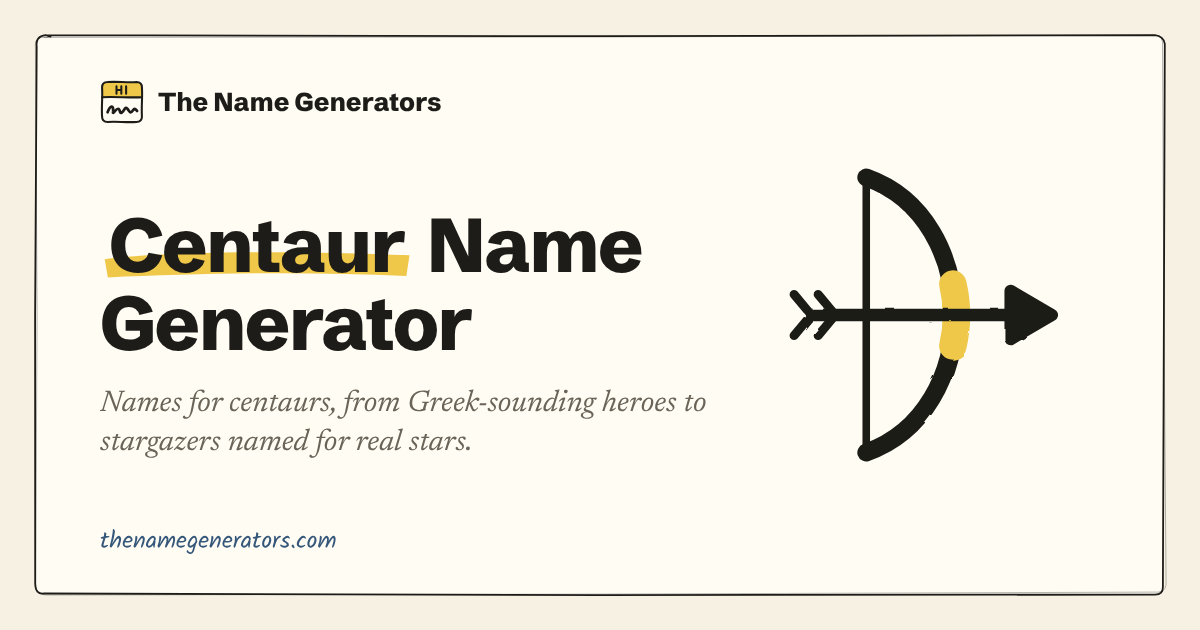 HI
The Name Generators
Centaur Name
Generator
Names for centaurs, from Greek-sounding heroes to
stargazers named for real stars.
thenamegenerators.com